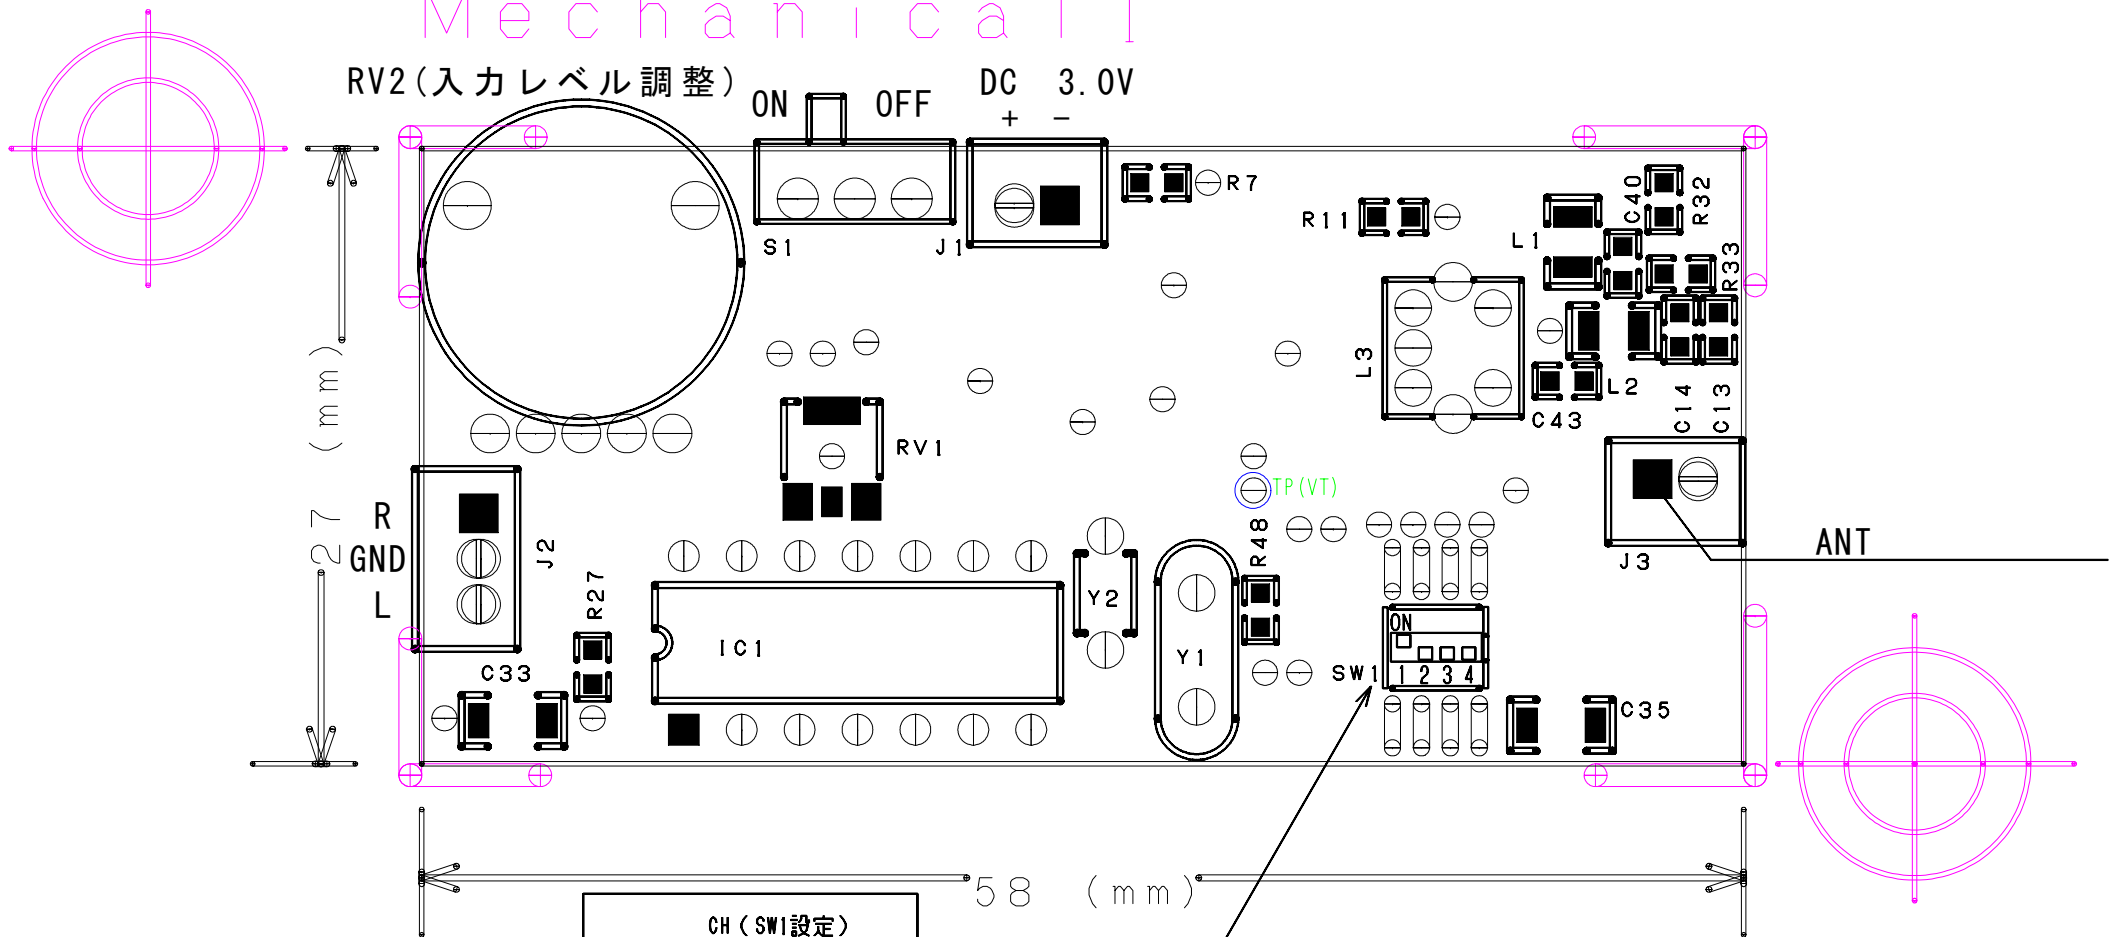 Mechanical1
RV2(入力レベル調整)
DC 3.0V
ON OFF
+ -
R7
C40
R32
R11
L1
S1
J1
R33
27 (mm)
L3
L2
C14
C13
C43
RV1
TP(VT)
R
GND
L
J2
R48
ANT
J3
R27
Y2
ON
IC1
Y1
SW1
1 2 3 4
C33
C35
58 (mm)
CH(SW1設定)